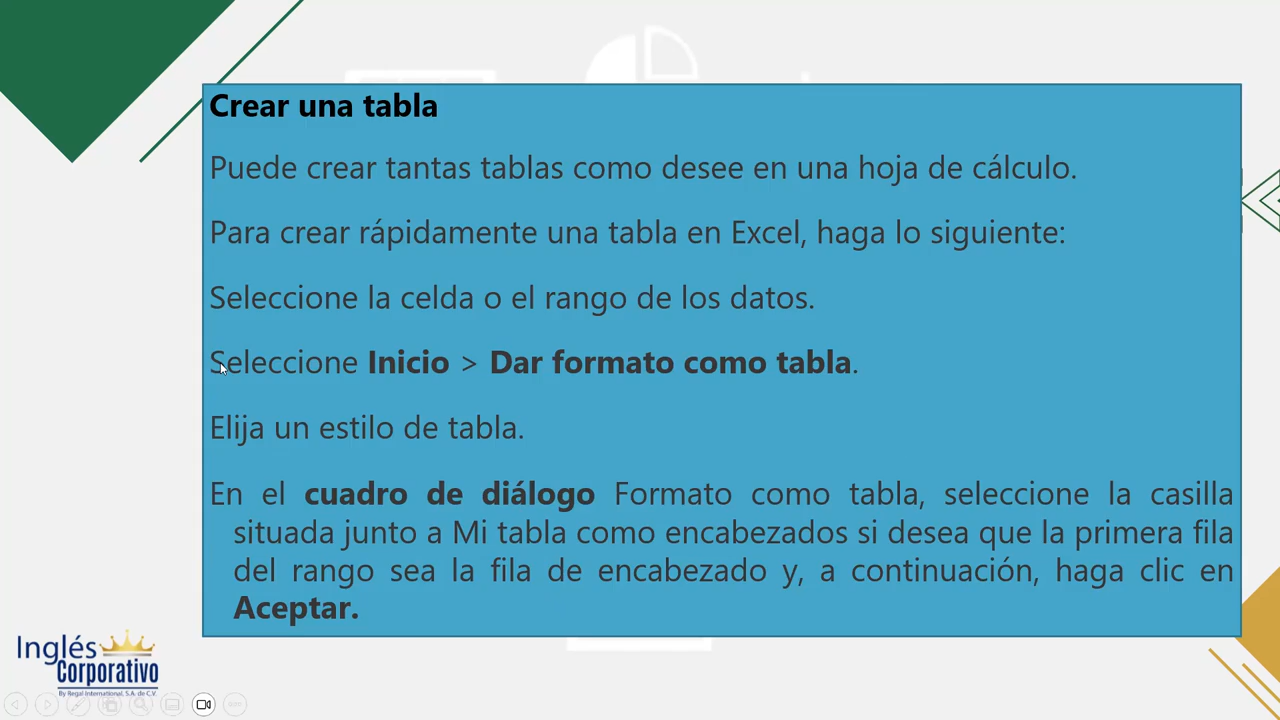 Crear una tabla
Puede crear tantas tablas como desee en una hoja de cálculo.
Para crear rápidamente una tabla en Excel, haga lo siguiente:
Seleccione la celda o el rango de los datos.
Seleccione Inicio > Dar formato como tabla.
Elija un estilo de tabla.
En el cuadro de diálogo Formato como tabla, seleccione la casilla
situada junto a Mi tabla como encabezados si desea que la primera fila
del rango sea la fila de encabezado y, a continuación, haga clic en
Aceptar.
Inglés
Corporativo
By Regal International, S.A. de C.V.